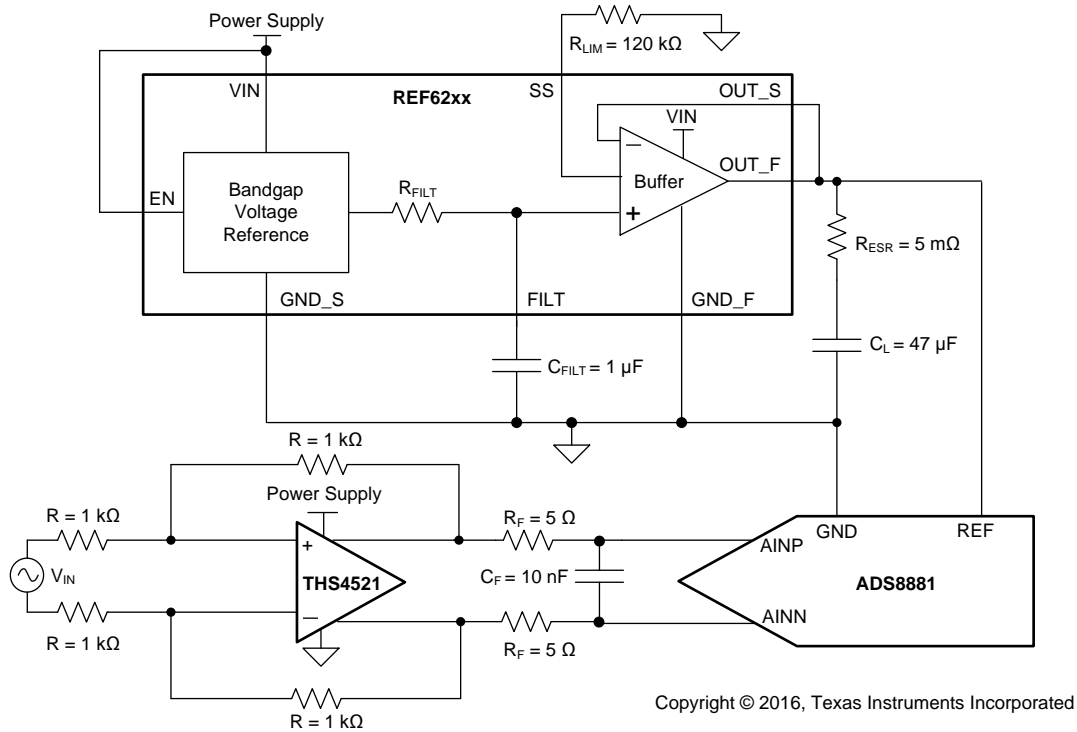 Power Supply
R_LIM = 120 kΩ
VIN
REF62xx
SS
OUT_S
VIN
OUT_F
EN
Bandgap
Voltage
Reference
R_FILT
−
Buffer
+
R_ESR = 5 mΩ
GND_S
FILT
GND_F
C_FILT = 1 µF
C_L = 47 µF
R = 1 kΩ
Power Supply
R = 1 kΩ
R_F = 5 Ω
GND
REF
+
AINP
V_IN
THS4521
C_F = 10 nF
ADS8881
−
AINN
R = 1 kΩ
R_F = 5 Ω
R = 1 kΩ
Copyright © 2016, Texas Instruments Incorporated